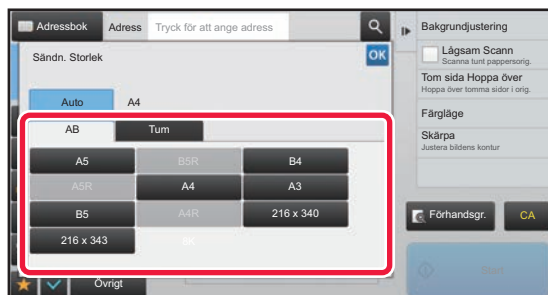 Adressbok
Adress
Tryck för att ange adress
Sändn. Storlek
OK
Auto
A4
AB
Tum
A5
B5R
B4
A5R
A4
A3
B5
A4R
216 x 340
216 x 343
8K
Övrigt
Bakgrundjustering
Lågsam Scann
Scanna tunt pappersorig.
Tom sida Hoppa över
Hoppa över tomma sidor i orig.
Färgläge
Skärpa
Justera bildens kontur
Förhandsgr.
CA
Start